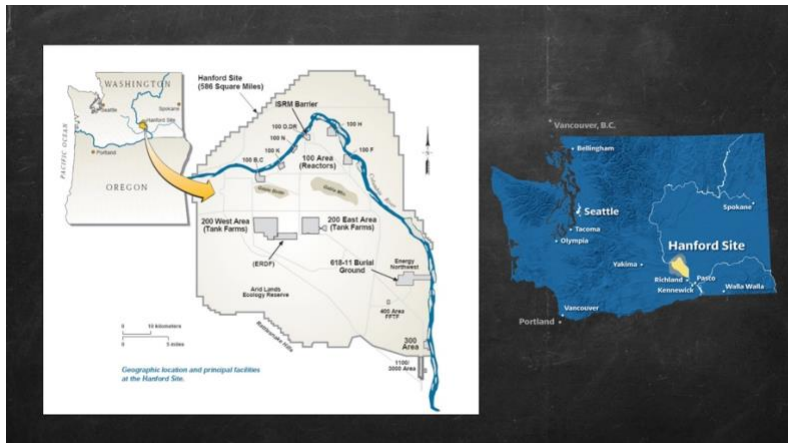 WASHINGTON
Seattle
Spokane
Hanford Site
PACIFIC OCEAN
Portland
OREGON
Hanford Site
(586 Square Miles)
ISRM Barrier
100 D,DR
100 H
100 N
100 K
100 F
100 B,C
100 Area
(Reactors)
Columbia River
200 West Area
(Tank Farms)
200 East Area
(Tank Farms)
(ERDF)
618-11 Burial
Ground
Energy
Northwest
Arid Lands
Ecology Reserve
400 Area
FFTF
Rattlesnake Hills
300
Area
1100/
3000 Area
0 10 kilometers
0 5 miles
Geographic location and principal facilities
at the Hanford Site.
Vancouver, B.C.
Bellingham
Seattle
Spokane
Tacoma
Olympia
Hanford Site
Yakima
Richland
Pasco
Kennewick
Walla Walla
Vancouver
Portland